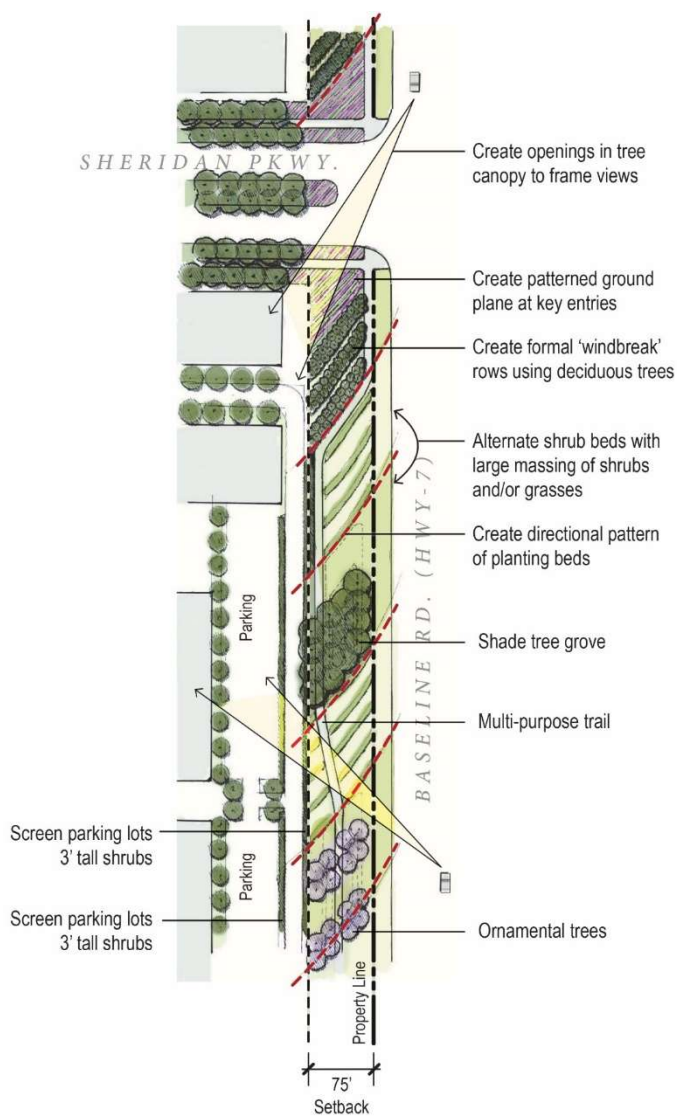 SHERIDAN PKWY.
Create openings in tree
canopy to frame views
Create patterned ground
plane at key entries
Create formal ‘windbreak’
rows using deciduous trees
Alternate shrub beds with
large massing of shrubs
and/or grasses
Create directional pattern
of planting beds
BASELINE RD. (HWY-7)
Parking
Shade tree grove
Multi-purpose trail
Screen parking lots
3’ tall shrubs
Parking
Screen parking lots
3’ tall shrubs
Ornamental trees
Property Line
75’
Setback